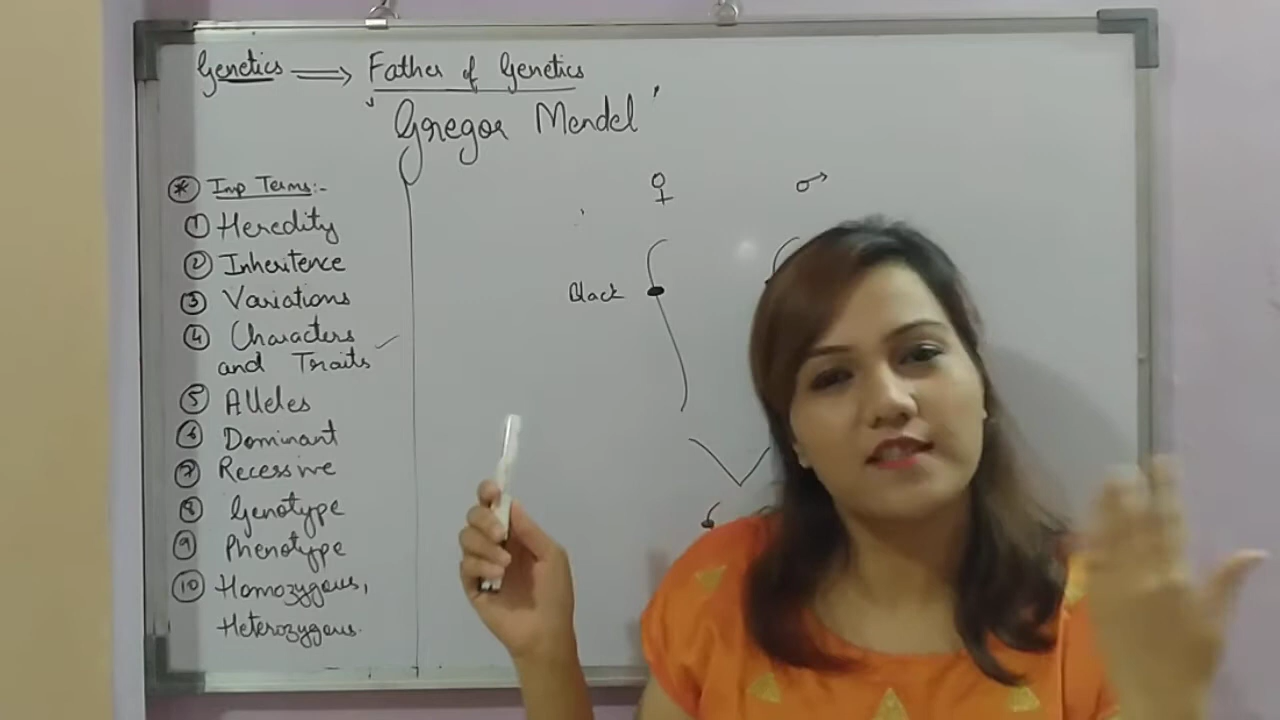 Genetics ⟹ Father of Genetics
'Gregor Mendel'
* Imp Terms:-
① Heredity
② Inheritence
③ Variations
④ Characters
and Traits ✓
⑤ Alleles
⑥ Dominant
⑦ Recessive
⑧ Genotype
⑨ Phenotype
⑩ Homozygous,
Heterozygous.
♀ ♂
Black